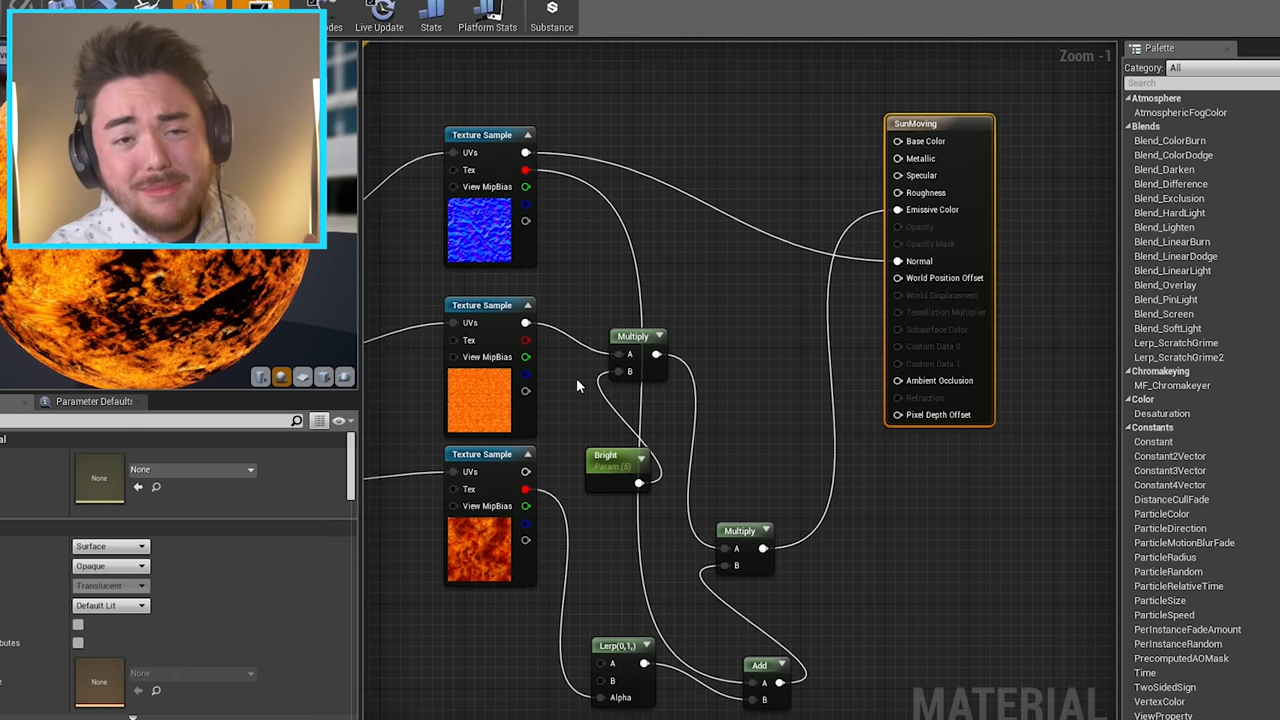 des
Live Update
Stats
Platform Stats
Substance
Zoom -1
Texture Sample
UVs
Tex
View MipBias
Texture Sample
UVs
Tex
View MipBias
Texture Sample
UVs
Tex
View MipBias
Multiply
A
B
Bright
Param (5)
Multiply
A
B
Lerp(0,1,)
A
B
Alpha
Add
A
B
SunMoving
Base Color
Metallic
Specular
Roughness
Emissive Color
Opacity
Opacity Mask
Normal
World Position Offset
World Displacement
Tessellation Multiplier
Subsurface Color
Custom Data 0
Custom Data 1
Ambient Occlusion
Refraction
Pixel Depth Offset
MATERIAL
Parameter Defaults
al
None
None
Surface
Opaque
Translucent
Default Lit
butes
None
None
Palette
Category: All
Search
Atmosphere
AtmosphericFogColor
Blends
Blend_ColorBurn
Blend_ColorDodge
Blend_Darken
Blend_Difference
Blend_Exclusion
Blend_HardLight
Blend_Lighten
Blend_LinearBurn
Blend_LinearDodge
Blend_LinearLight
Blend_Overlay
Blend_PinLight
Blend_Screen
Blend_SoftLight
Lerp_ScratchGrime
Lerp_ScratchGrime2
Chromakeying
MF_Chromakeyer
Color
Desaturation
Constants
Constant
Constant2Vector
Constant3Vector
Constant4Vector
DistanceCullFade
ParticleColor
ParticleDirection
ParticleMotionBlurFade
ParticleRadius
ParticleRandom
ParticleRelativeTime
ParticleSize
ParticleSpeed
PerInstanceFadeAmount
PerInstanceRandom
PrecomputedAOMask
Time
TwoSidedSign
VertexColor
ViewProperty